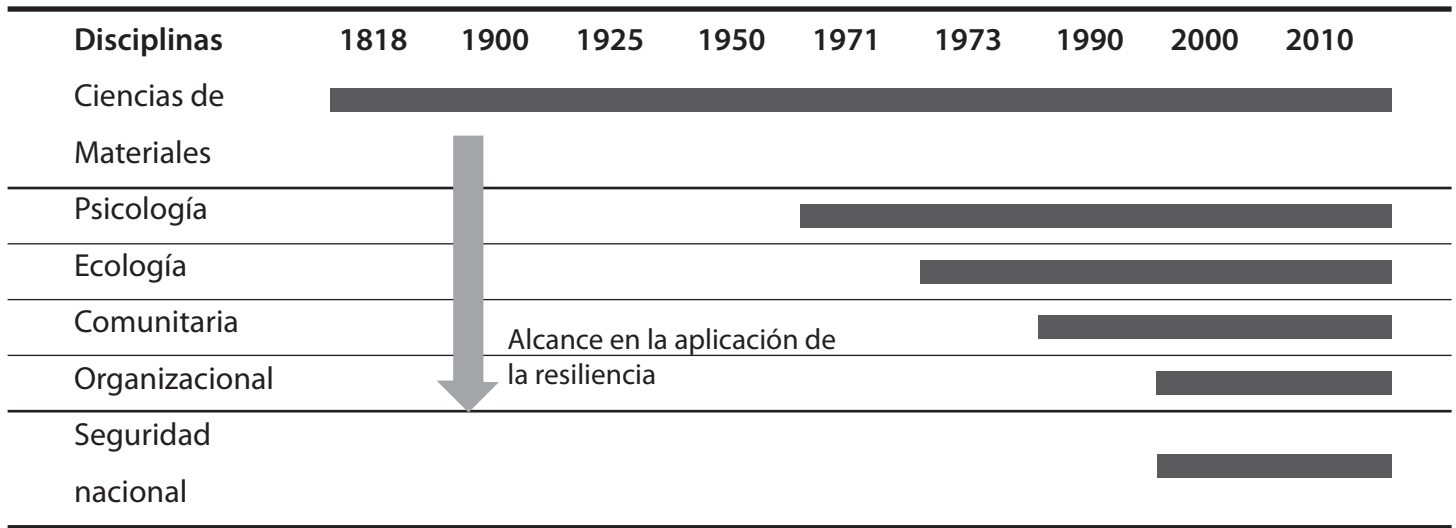 Disciplinas 1818 1900 1925 1950 1971 1973 1990 2000 2010
Ciencias de
Materiales
Psicología
Ecología
Comunitaria
Alcance en la aplicación de
la resiliencia
Organizacional
Seguridad
nacional